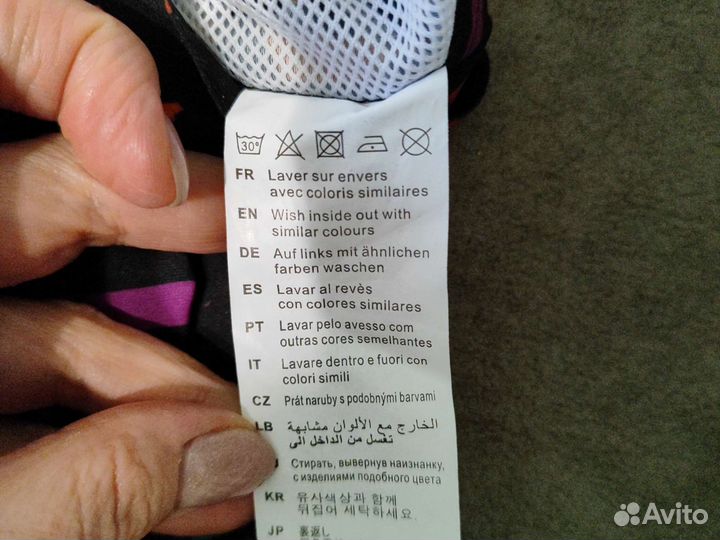 30°
FR Laver sur envers
avec coloris similaires
EN Wish inside out with
similar colours
DE Auf links mit ähnlichen
farben waschen
ES Lavar al revès
con colores similares
PT Lavar pelo avesso com
outras cores semelhantes
IT Lavare dentro e fuori con
colori simili
CZ Prát naruby s podobnými barvami
LB الخارج مع الألوان مشابهة
تغسل من الداخل الى
Стирать, вывернув наизнанку,
с изделиями подобного цвета
KR 유사색상과 함께
뒤집어 세탁하세요.
JP 裏返し
Avito